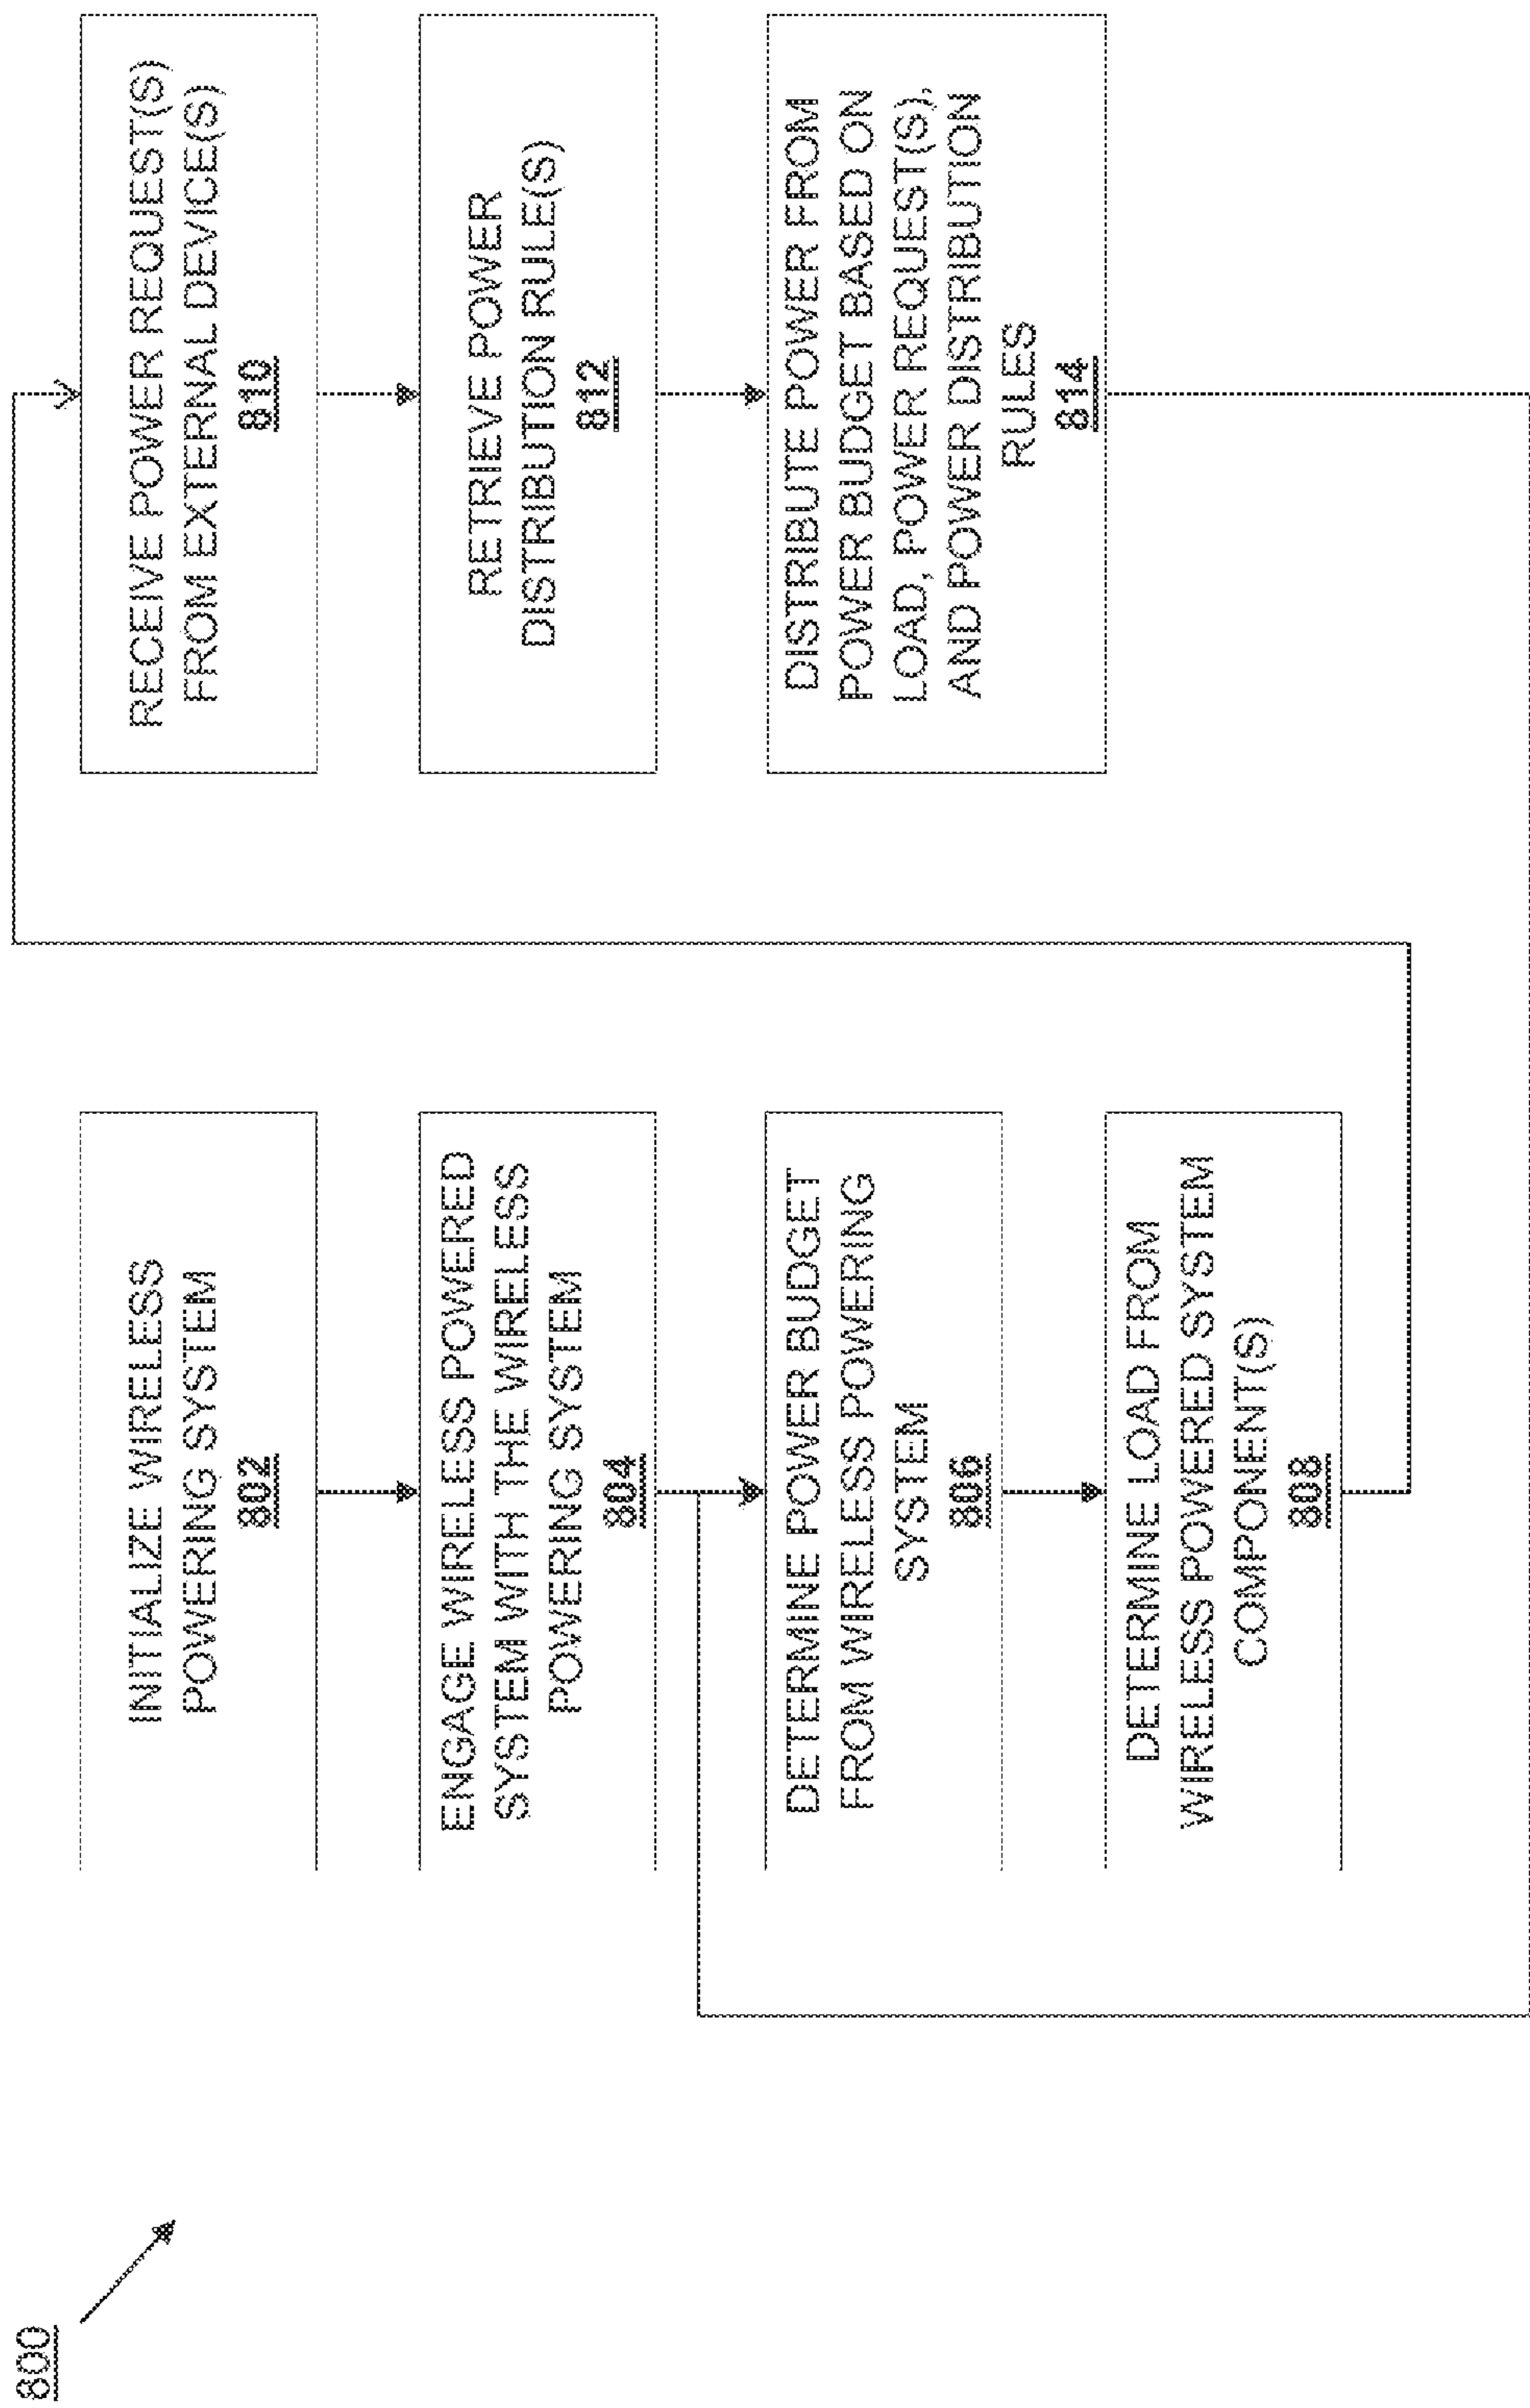 800
INITIALIZE WIRELESS
POWERING SYSTEM
802
ENGAGE WIRELESS POWERED
SYSTEM WITH THE WIRELESS
POWERING SYSTEM
804
DETERMINE POWER BUDGET
FROM WIRELESS POWERING
SYSTEM
806
DETERMINE LOAD FROM
WIRELESS POWERED SYSTEM
COMPONENT(S)
808
RECEIVE POWER REQUEST(S)
FROM EXTERNAL DEVICE(S)
810
RETRIEVE POWER
DISTRIBUTION RULE(S)
812
DISTRIBUTE POWER FROM
POWER BUDGET BASED ON
LOAD, POWER REQUEST(S),
AND POWER DISTRIBUTION
RULES
814